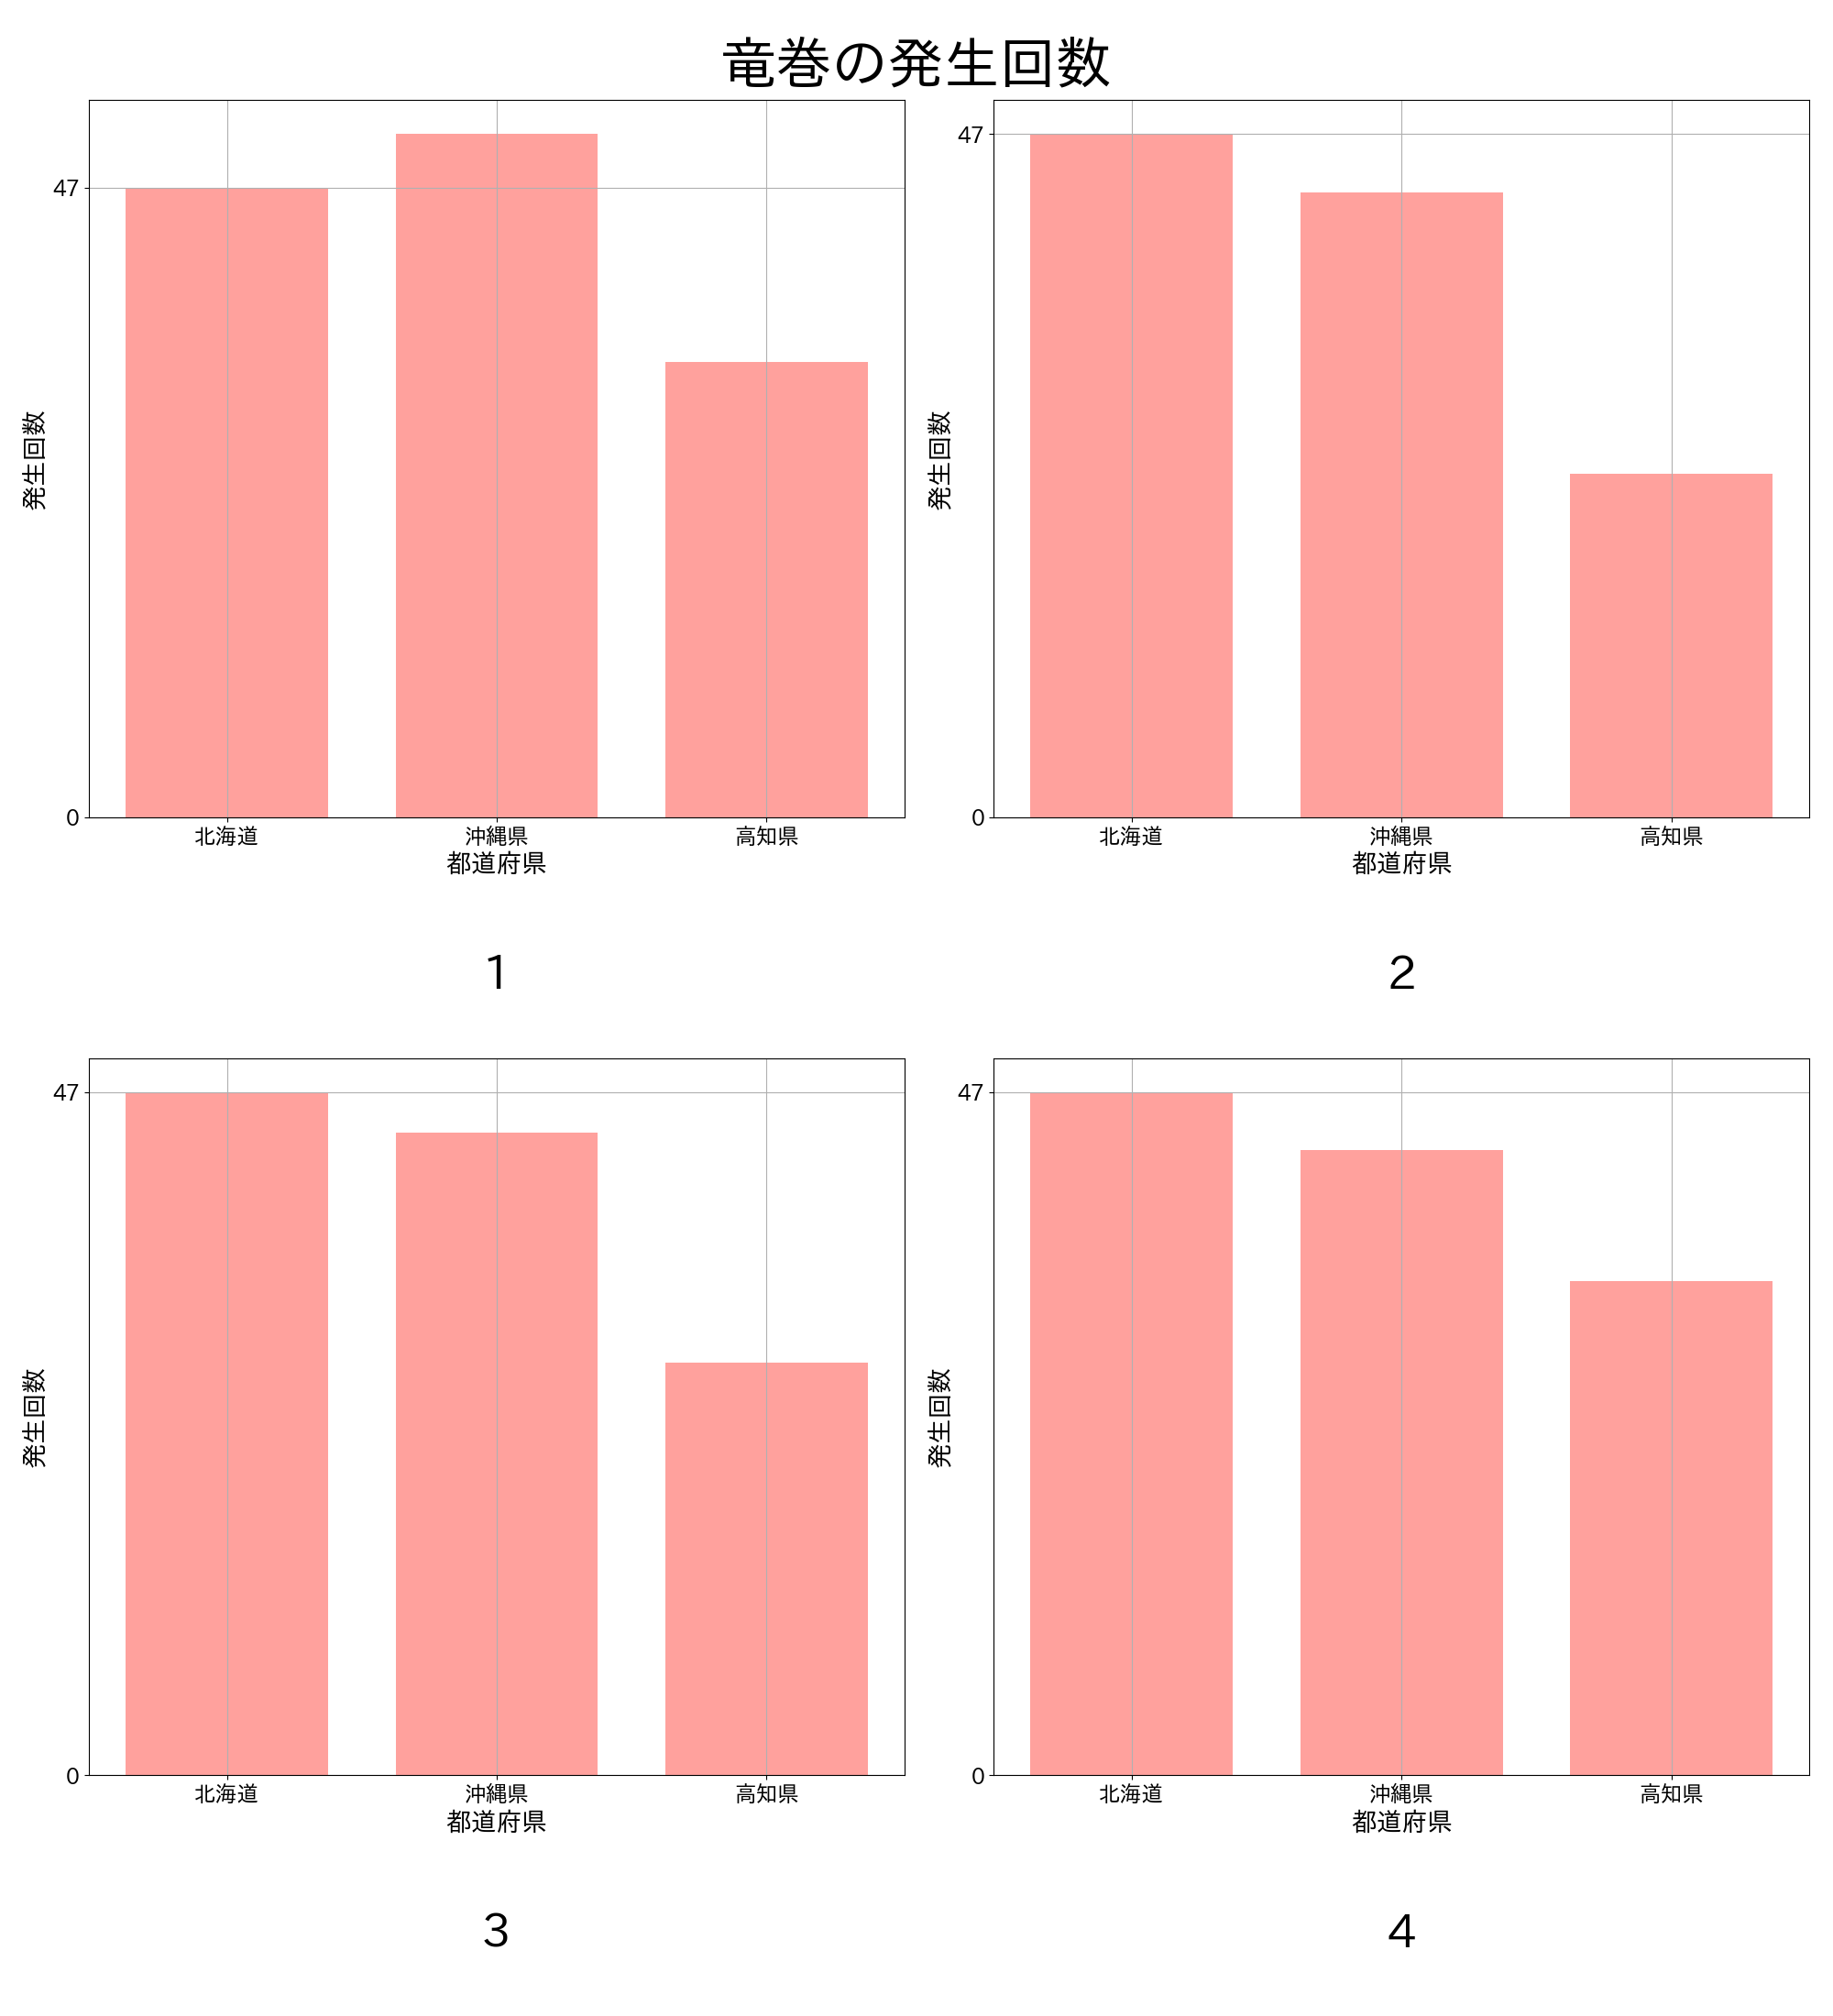 竜巻の発生回数
47
0
発生回数
北海道 沖縄県 高知県
都道府県
1
47
0
発生回数
北海道 沖縄県 高知県
都道府県
2
47
0
発生回数
北海道 沖縄県 高知県
都道府県
3
47
0
発生回数
北海道 沖縄県 高知県
都道府県
4